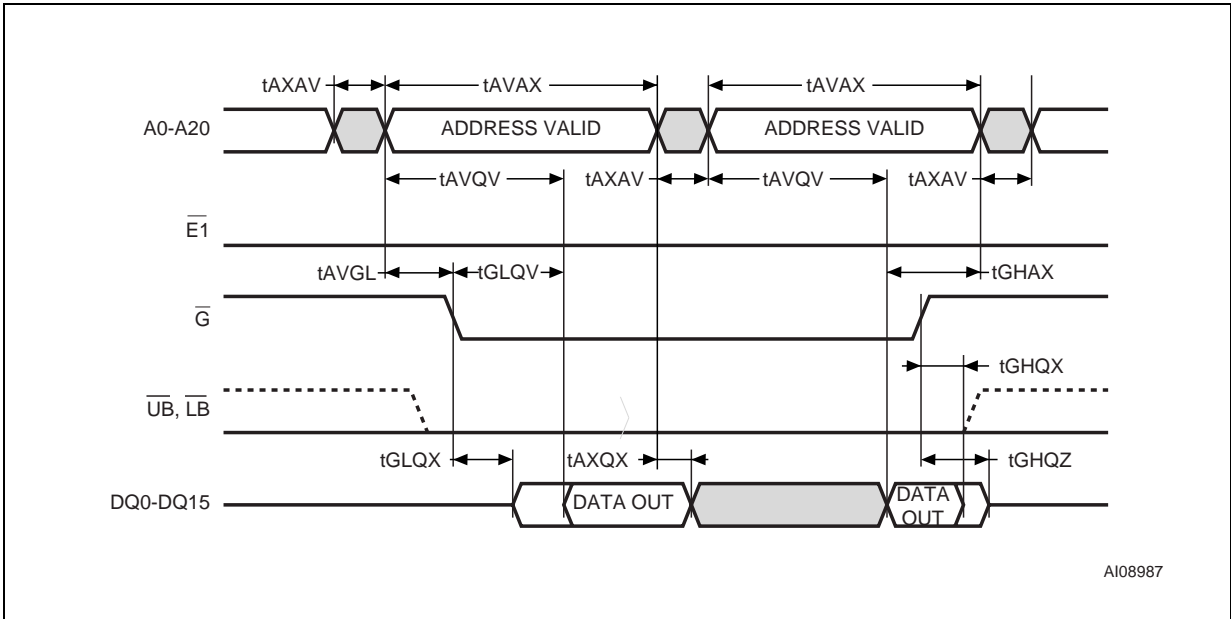 tAXAV tAVAX tAVAX
A0-A20 ADDRESS VALID ADDRESS VALID
tAVQV tAXAV tAVQV tAXAV
E1
tAVGL tGLQV tGHAX
G
tGHQX
UB, LB
tGLQX tAXQX tGHQZ
DQ0-DQ15 DATA OUT DATA
OUT
AI08987